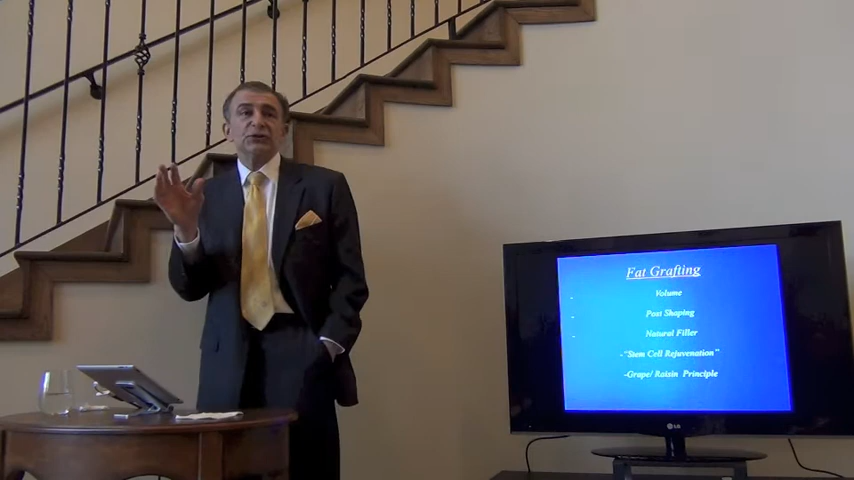 Fat Grafting
Volume
Post Shaping
Natural Filler
-"Stem Cell Rejuvenation"
-Grape/ Raisin Principle
LG